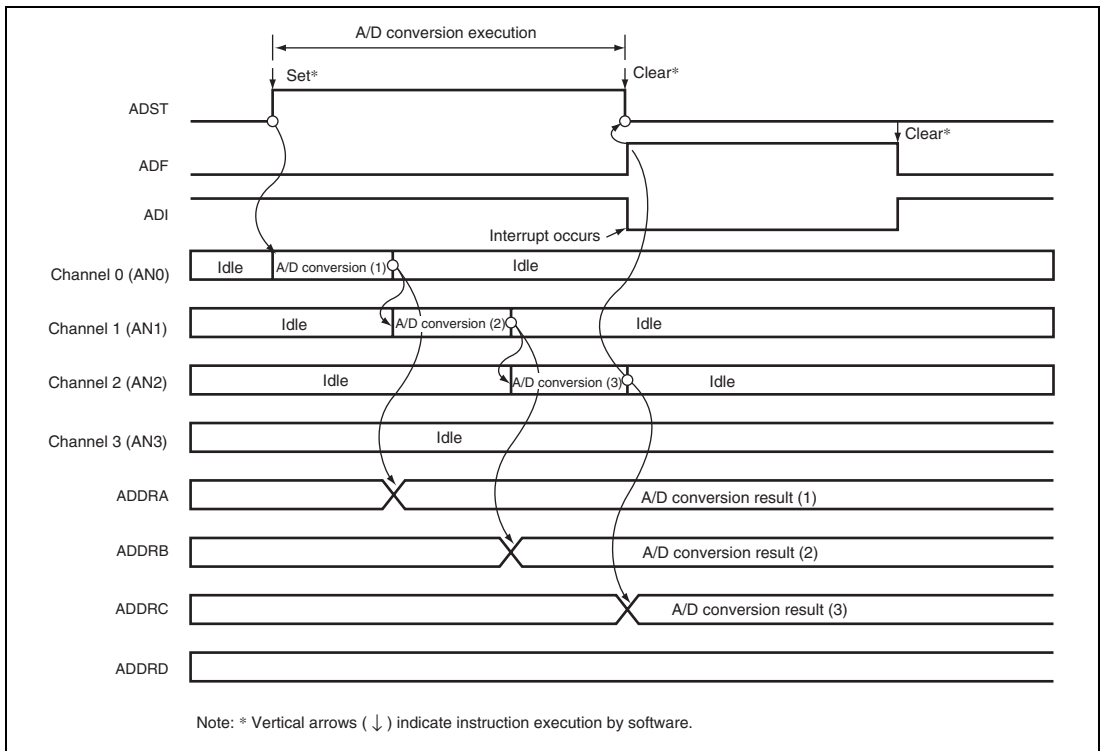 A/D conversion execution
Set*
Clear*
ADST
Clear*
ADF
ADI
Interrupt occurs
Channel 0 (AN0)
Idle
A/D conversion (1)
Idle
Channel 1 (AN1)
Idle
A/D conversion (2)
Idle
Channel 2 (AN2)
Idle
A/D conversion (3)
Idle
Channel 3 (AN3)
Idle
ADDRA
A/D conversion result (1)
ADDRB
A/D conversion result (2)
ADDRC
A/D conversion result (3)
ADDRD
Note: * Vertical arrows ( ↓ ) indicate instruction execution by software.